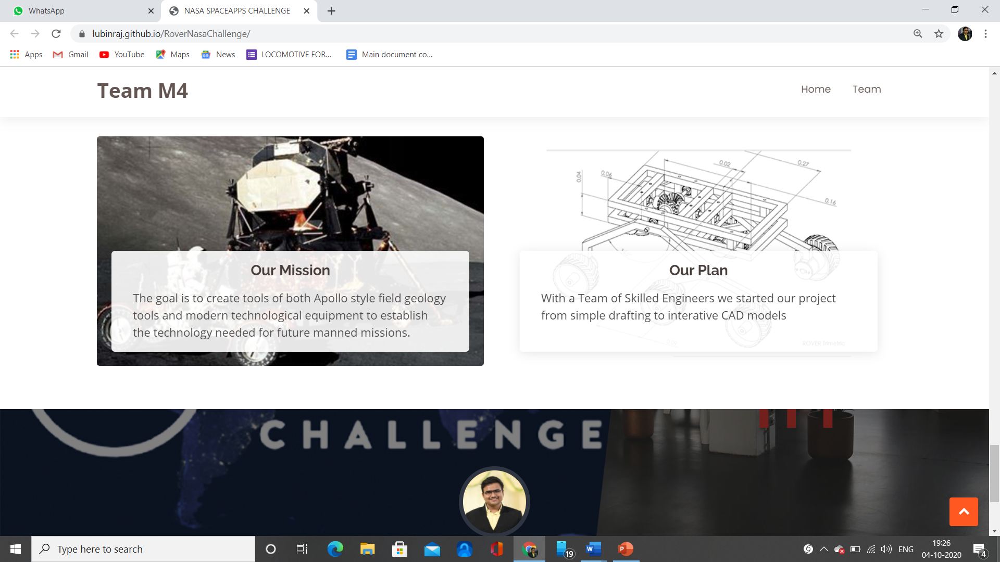 WhatsApp
NASA SPACEAPPS CHALLENGE
lubinraj.github.io/RoverNasaChallenge/
Apps
Gmail
YouTube
Maps
News
LOCOMOTIVE FOR...
Main document co...
Team M4
Home
Team
0.02
0.27
0.04
0.06
0.16
Our Mission
The goal is to create tools of both Apollo style field geology
tools and modern technological equipment to establish
the technology needed for future manned missions.
Our Plan
With a Team of Skilled Engineers we started our project
from simple drafting to interative CAD models
0.09
ROVER trimetric
CHALLENGE
Type here to search
19
ENG
19:26
04-10-2020
4